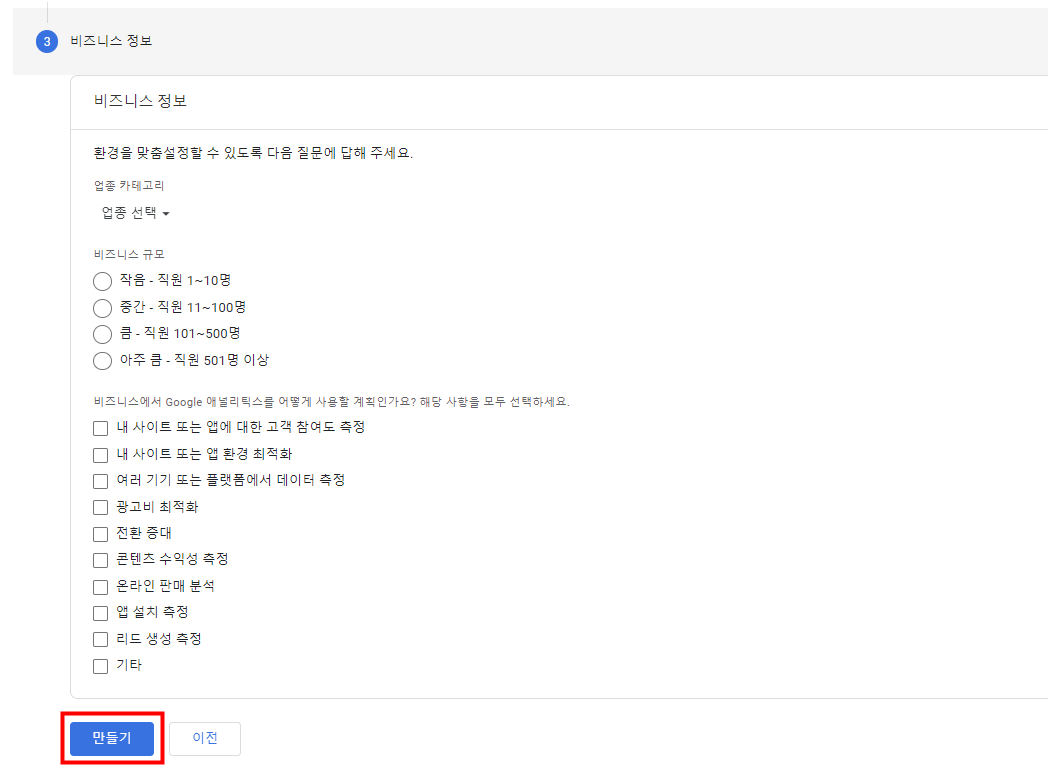 3 비즈니스 정보
비즈니스 정보
환경을 맞춤설정할 수 있도록 다음 질문에 답해 주세요.
업종 카테고리
업종 선택
비즈니스 규모
작음 - 직원 1~10명
중간 - 직원 11~100명
큼 - 직원 101~500명
아주 큼 - 직원 501명 이상
비즈니스에서 Google 애널리틱스를 어떻게 사용할 계획인가요? 해당 사항을 모두 선택하세요.
내 사이트 또는 앱에 대한 고객 참여도 측정
내 사이트 또는 앱 환경 최적화
여러 기기 또는 플랫폼에서 데이터 측정
광고비 최적화
전환 증대
콘텐츠 수익성 측정
온라인 판매 분석
앱 설치 측정
리드 생성 측정
기타
만들기 이전